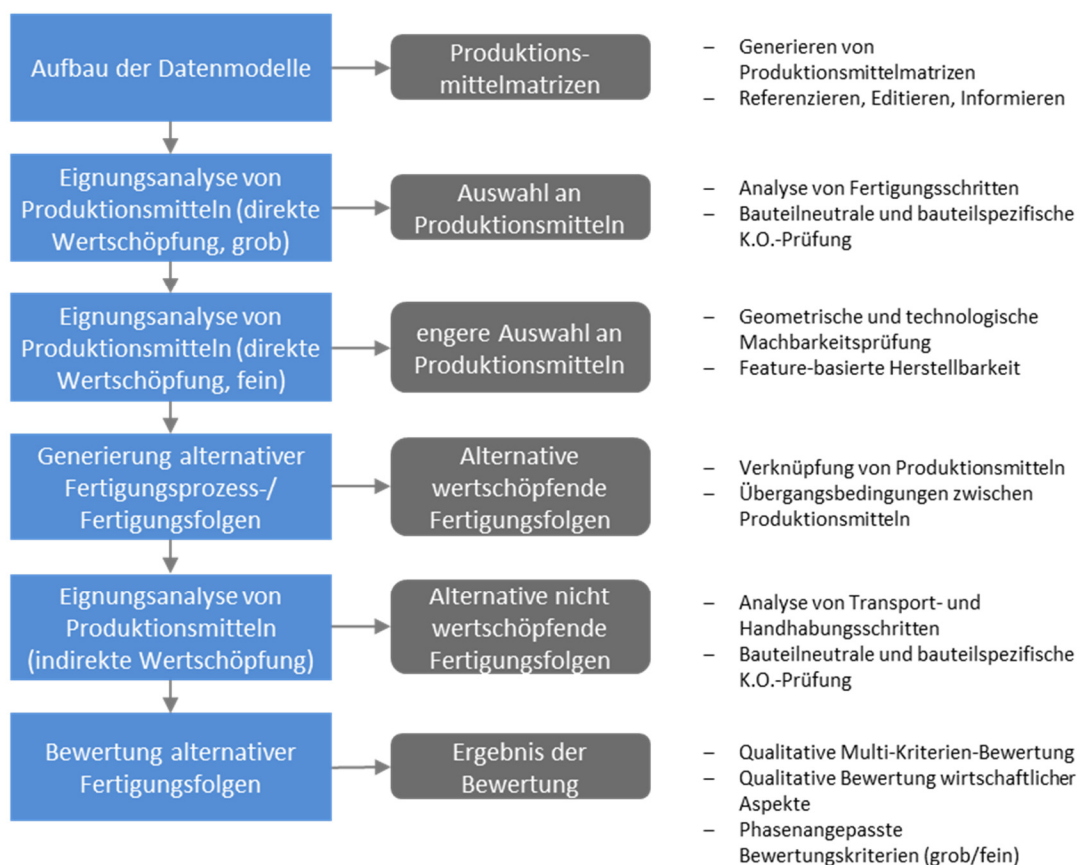 Aufbau der Datenmodelle
Produktions-
mittelmatrizen
– Generieren von
Produktionsmittelmatrizen
– Referenzieren, Editieren, Informieren
Eignungsanalyse von
Produktionsmitteln (direkte
Wertschöpfung, grob)
Auswahl an
Produktionsmitteln
– Analyse von Fertigungsschritten
– Bauteilneutrale und bauteilspezifische
K.O.-Prüfung
Eignungsanalyse von
Produktionsmitteln (direkte
Wertschöpfung, fein)
engere Auswahl an
Produktionsmitteln
– Geometrische und technologische
Machbarkeitsprüfung
– Feature-basierte Herstellbarkeit
Generierung alternativer
Fertigungsprozess-/
Fertigungsfolgen
Alternative
wertschöpfende
Fertigungsfolgen
– Verknüpfung von Produktionsmitteln
– Übergangsbedingungen zwischen
Produktionsmitteln
Eignungsanalyse von
Produktionsmitteln
(indirekte Wertschöpfung)
Alternative nicht
wertschöpfende
Fertigungsfolgen
– Analyse von Transport- und
Handhabungsschritten
– Bauteilneutrale und bauteilspezifische
K.O.-Prüfung
Bewertung alternativer
Fertigungsfolgen
Ergebnis der
Bewertung
– Qualitative Multi-Kriterien-Bewertung
– Qualitative Bewertung wirtschaftlicher
Aspekte
– Phasenangepasste
Bewertungskriterien (grob/fein)